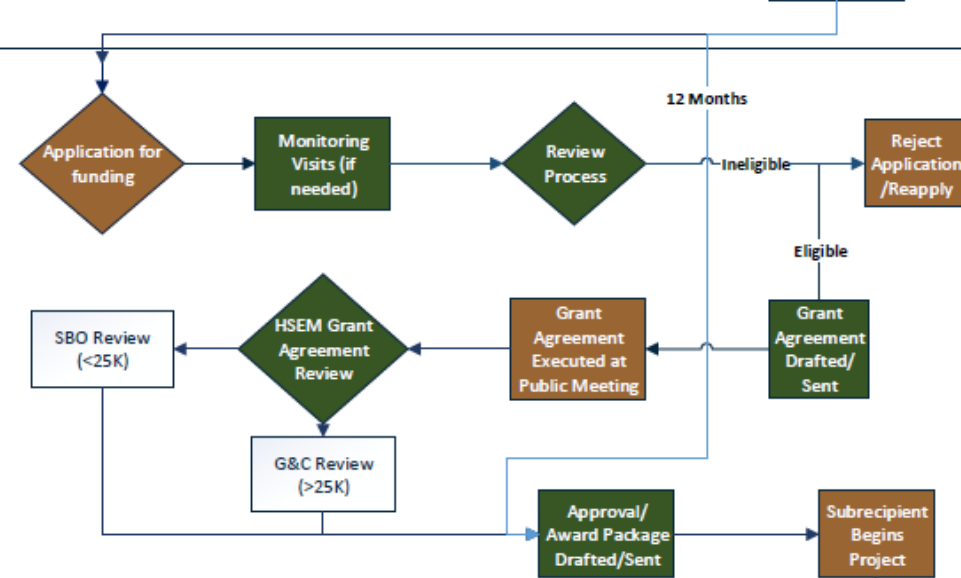 12 Months
Application for
funding
Monitoring
Visits (if
needed)
Review
Process
Ineligible
Reject
Application
/Reapply
Eligible
SBO Review
(<25K)
HSEM Grant
Agreement
Review
Grant
Agreement
Executed at
Public Meeting
Grant
Agreement
Drafted/
Sent
G&C Review
(>25K)
Approval/
Award Package
Drafted/Sent
Subrecipient
Begins
Project